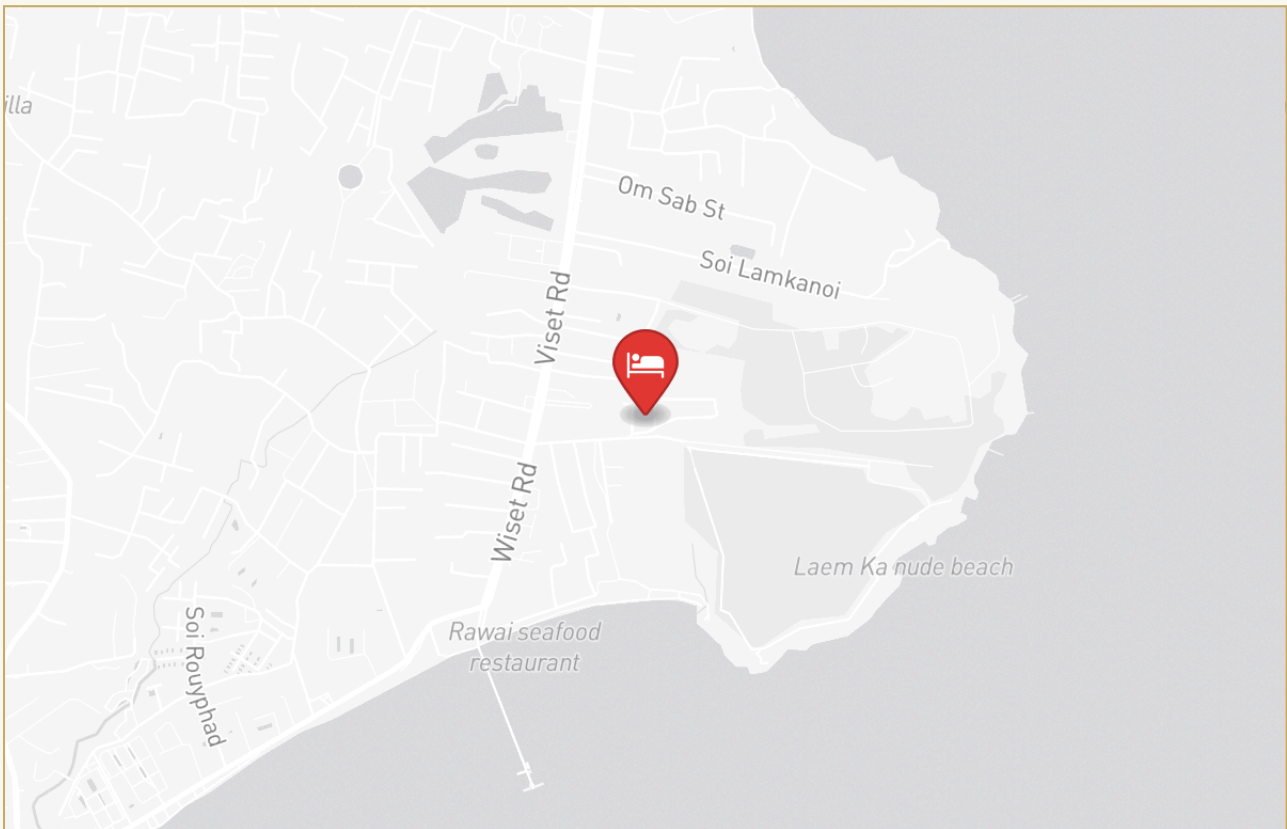 illa
Om Sab St
Soi Lamkanoi
Viset Rd
Wiset Rd
Laem Ka nude beach
Rawai seafood
restaurant
Soi Rouyphad